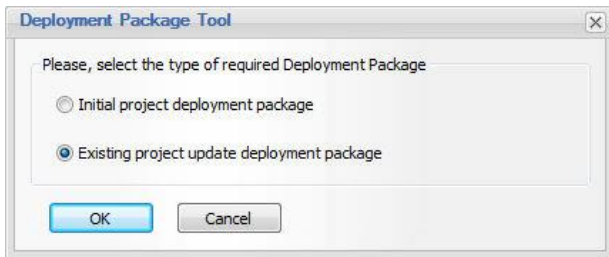 Deployment Package Tool
Please, select the type of required Deployment Package
Initial project deployment package
Existing project update deployment package
OK Cancel